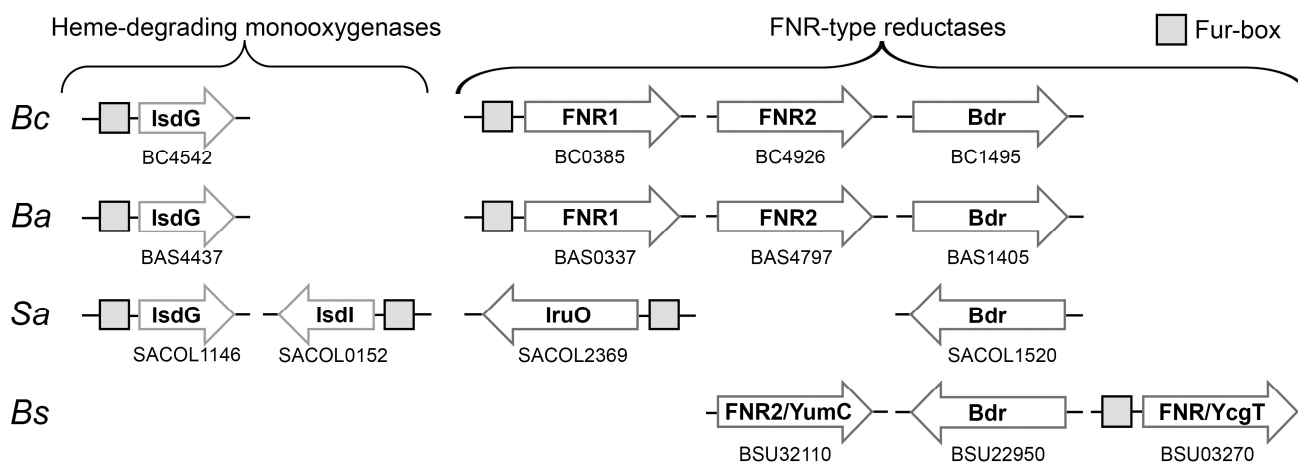 Heme-degrading monooxygenases FNR-type reductases Fur-box
Bc IsdG FNR1 FNR2 Bdr
BC4542 BC0385 BC4926 BC1495
Ba IsdG FNR1 FNR2 Bdr
BAS4437 BAS0337 BAS4797 BAS1405
Sa IsdG IsdI IruO Bdr
SACOL1146 SACOL0152 SACOL2369 SACOL1520
Bs FNR2/YumC Bdr FNR/YcgT
BSU32110 BSU22950 BSU03270